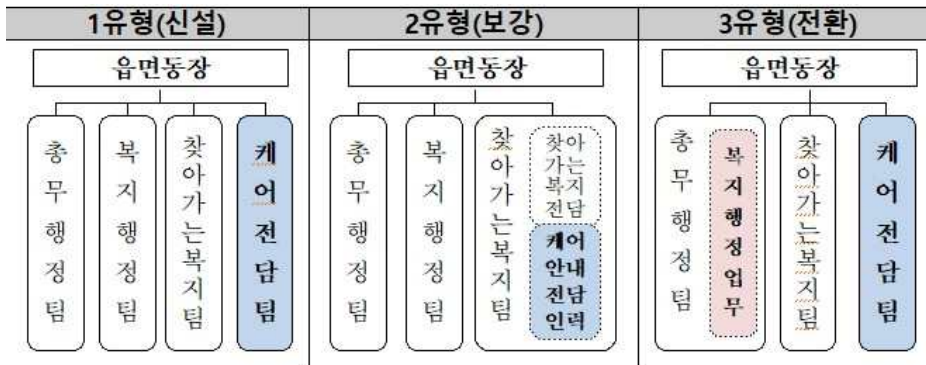 1유형(신설)
읍면동장
총무행정팀
복지행정팀
찾아가는복지팀
케어전담팀
2유형(보강)
읍면동장
총무행정팀
복지행정팀
찾아가는복지팀
찾아
가는
복지
전담
케어
안내
전담
인력
3유형(전환)
읍면동장
총무행정팀
복지행정업무
찾아가는복지팀
케어전담팀